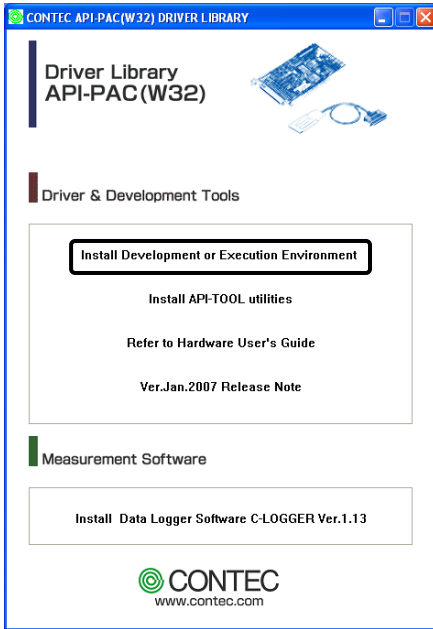 CONTEC API-PAC(W32) DRIVER LIBRARY
Driver Library
API-PAC(W32)
Driver & Development Tools
Install Development or Execution Environment
Install API-TOOL utilities
Refer to Hardware User's Guide
Ver.Jan.2007 Release Note
Measurement Software
Install Data Logger Software C-LOGGER Ver.1.13
CONTEC
www.contec.com